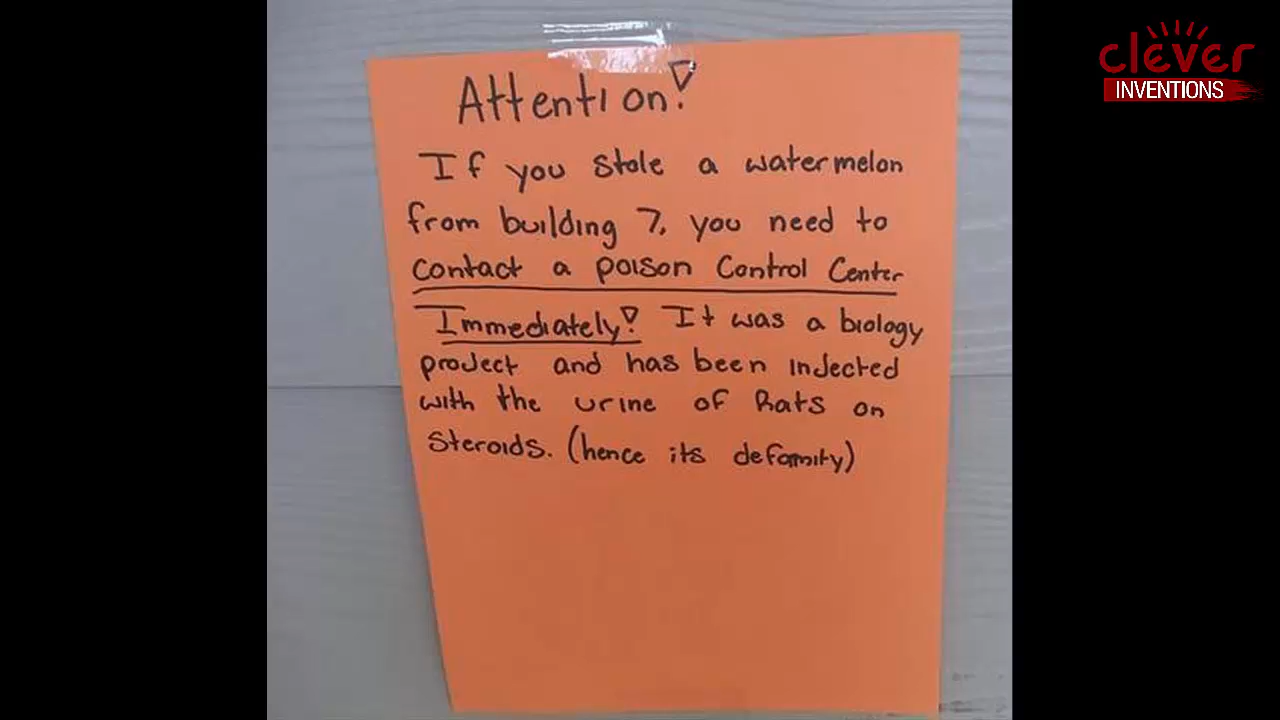 Attention!
If you stole a watermelon
from building 7, you need to
contact a poison Control Center
Immediately! It was a biology
project and has been injected
with the urine of Rats on
Steroids. (hence its defamity)
clever
INVENTIONS